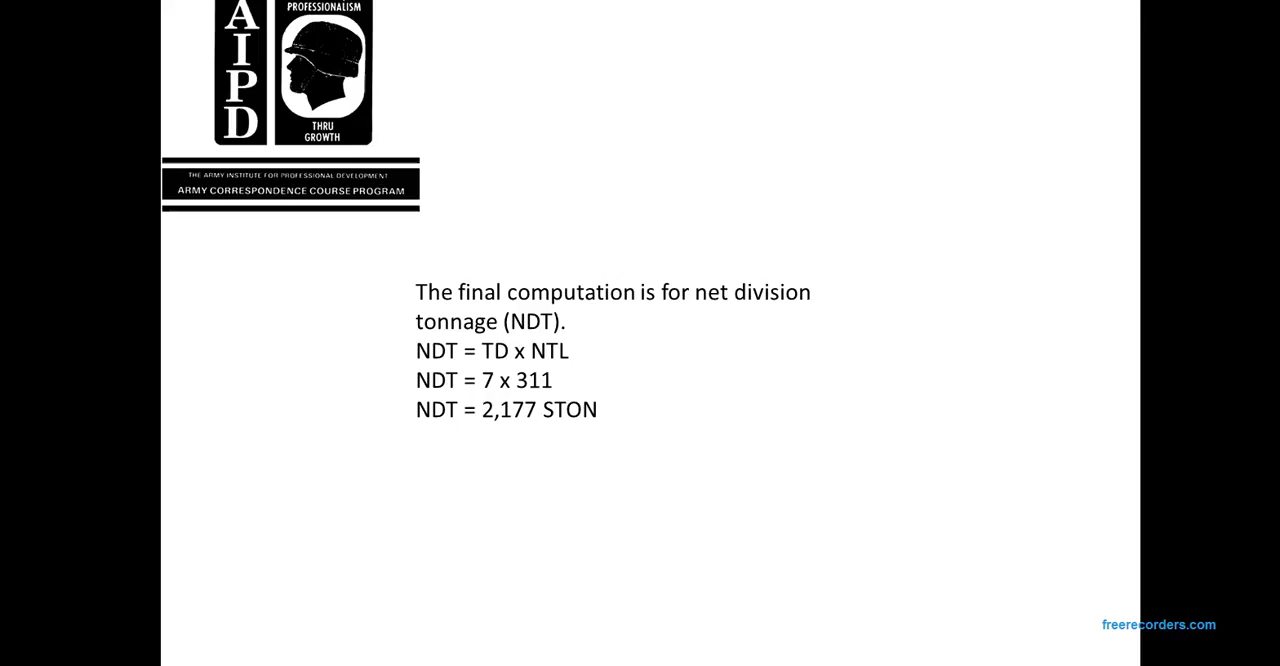 AIPD
PROFESSIONALISM
THRU
GROWTH
THE ARMY INSTITUTE FOR PROFESSIONAL DEVELOPMENT
ARMY CORRESPONDENCE COURSE PROGRAM
The final computation is for net division
tonnage (NDT).
NDT = TD x NTL
NDT = 7 x 311
NDT = 2,177 STON
freerecorders.com